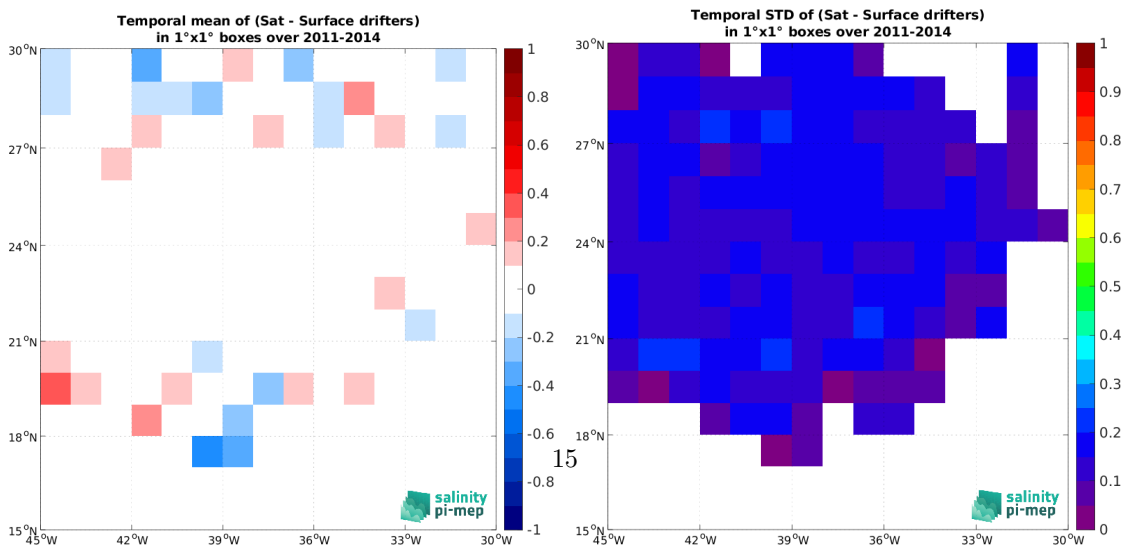 Temporal mean of (Sat - Surface drifters)
in 1°x1° boxes over 2011-2014
30°N
27°N
24°N
21°N
18°N
15°N
45°W
42°W
39°W
36°W
33°W
30°W
1
0.8
0.6
0.4
0.2
0
-0.2
-0.4
-0.6
-0.8
-1
salinity
pi-mep
Temporal STD of (Sat - Surface drifters)
in 1°x1° boxes over 2011-2014
30°N
27°N
24°N
21°N
18°N
15°N
45°W
42°W
39°W
36°W
33°W
30°W
1
0.9
0.8
0.7
0.6
0.5
0.4
0.3
0.2
0.1
0
salinity
pi-mep
15